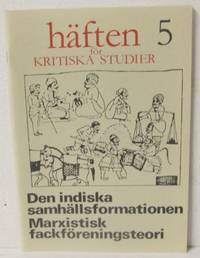 häften 5
för
KRITISKA STUDIER
Den indiska
samhällsformationen
Marxistisk
fackföreningsteori